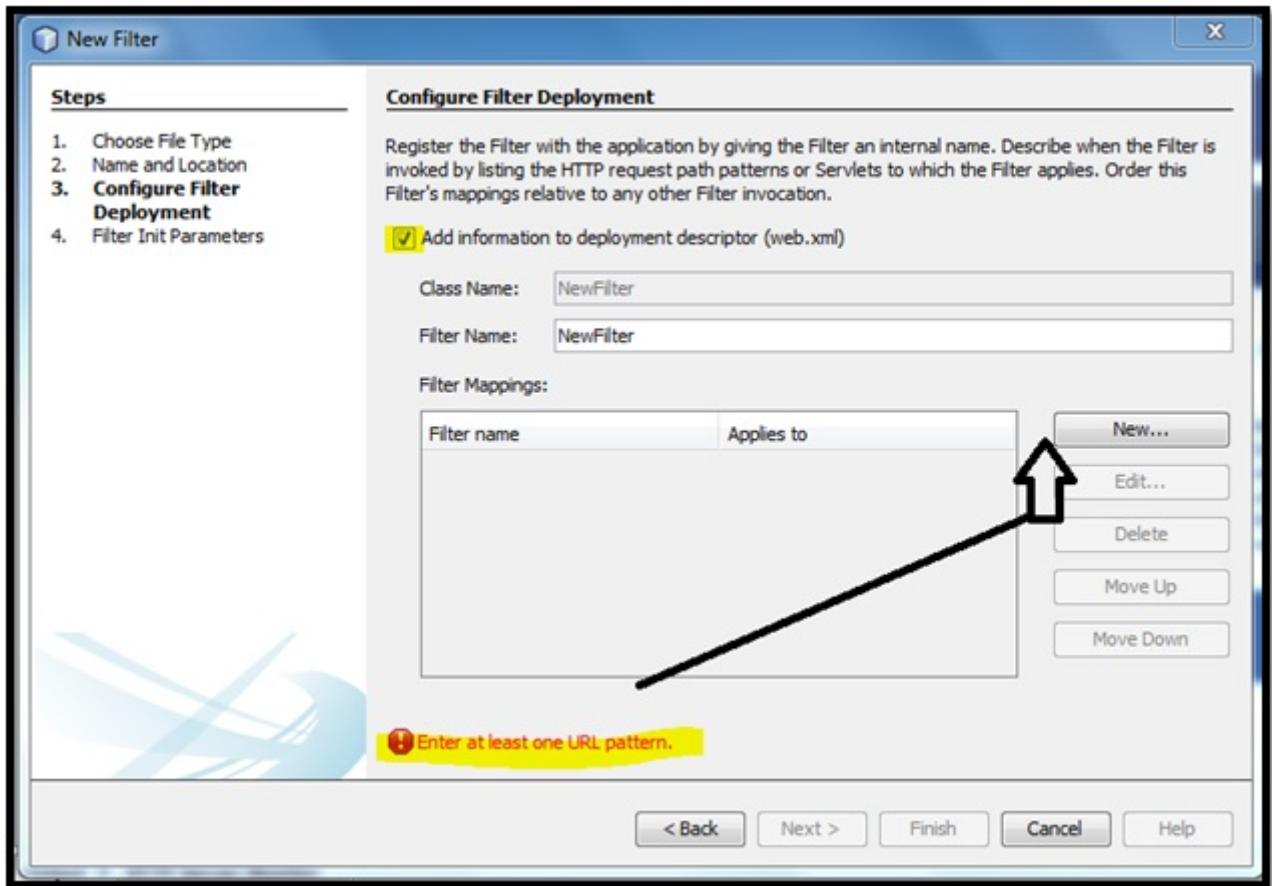 New Filter
Steps
1. Choose File Type
2. Name and Location
3. Configure Filter
Deployment
4. Filter Init Parameters
Configure Filter Deployment
Register the Filter with the application by giving the Filter an internal name. Describe when the Filter is
invoked by listing the HTTP request path patterns or Servlets to which the Filter applies. Order this
Filter's mappings relative to any other Filter invocation.
Add information to deployment descriptor (web.xml)
Class Name: NewFilter
Filter Name: NewFilter
Filter Mappings:
Filter name Applies to
New...
Edit...
Delete
Move Up
Move Down
Enter at least one URL pattern.
< Back Next > Finish Cancel Help